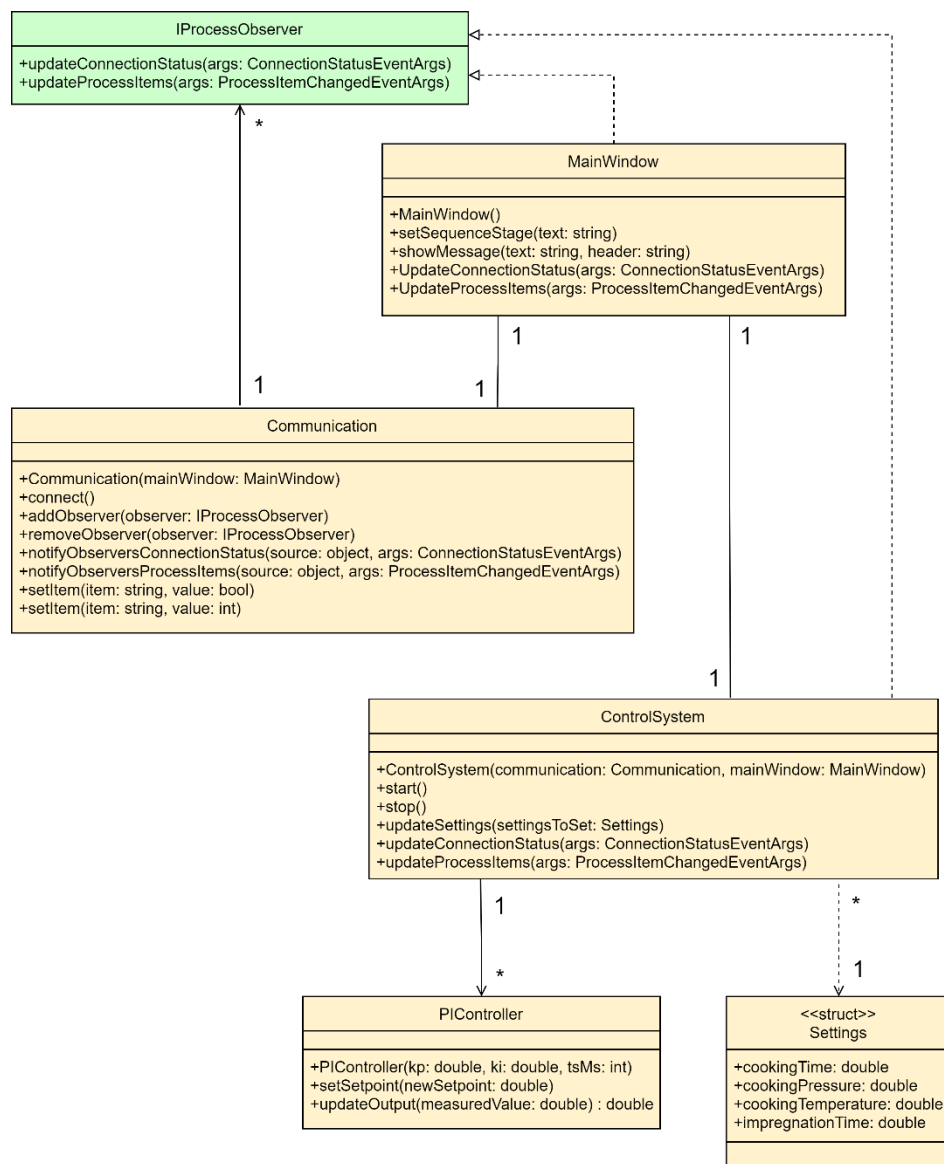 IProcessObserver
+updateConnectionStatus(args: ConnectionStatusEventArgs)
+updateProcessItems(args: ProcessItemChangedEventArgs)
*
MainWindow
+MainWindow()
+setSequenceStage(text: string)
+showMessage(text: string, header: string)
+UpdateConnectionStatus(args: ConnectionStatusEventArgs)
+UpdateProcessItems(args: ProcessItemChangedEventArgs)
1
1
1
1
Communication
+Communication(mainWindow: MainWindow)
+connect()
+addObserver(observer: IProcessObserver)
+removeObserver(observer: IProcessObserver)
+notifyObserversConnectionStatus(source: object, args: ConnectionStatusEventArgs)
+notifyObserversProcessItems(source: object, args: ProcessItemChangedEventArgs)
+setItem(item: string, value: bool)
+setItem(item: string, value: int)
1
ControlSystem
+ControlSystem(communication: Communication, mainWindow: MainWindow)
+start()
+stop()
+updateSettings(settingsToSet: Settings)
+updateConnectionStatus(args: ConnectionStatusEventArgs)
+updateProcessItems(args: ProcessItemChangedEventArgs)
1
*
*
1
PIController
+PIController(kp: double, ki: double, tsMs: int)
+setSetpoint(newSetpoint: double)
+updateOutput(measuredValue: double) : double
<<struct>>
Settings
+cookingTime: double
+cookingPressure: double
+cookingTemperature: double
+impregnationTime: double